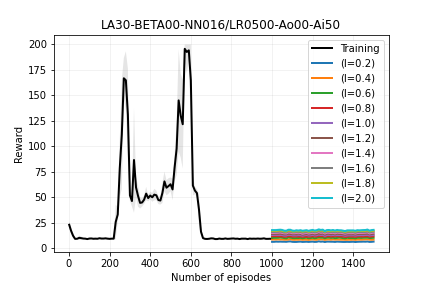 LA30-BETA00-NN016/LR0500-Ao00-Ai50
Reward
200
175
150
125
100
75
50
25
0
Training
(l=0.2)
(l=0.4)
(l=0.6)
(l=0.8)
(l=1.0)
(l=1.2)
(l=1.4)
(l=1.6)
(l=1.8)
(l=2.0)
0 200 400 600 800 1000 1200 1400
Number of episodes